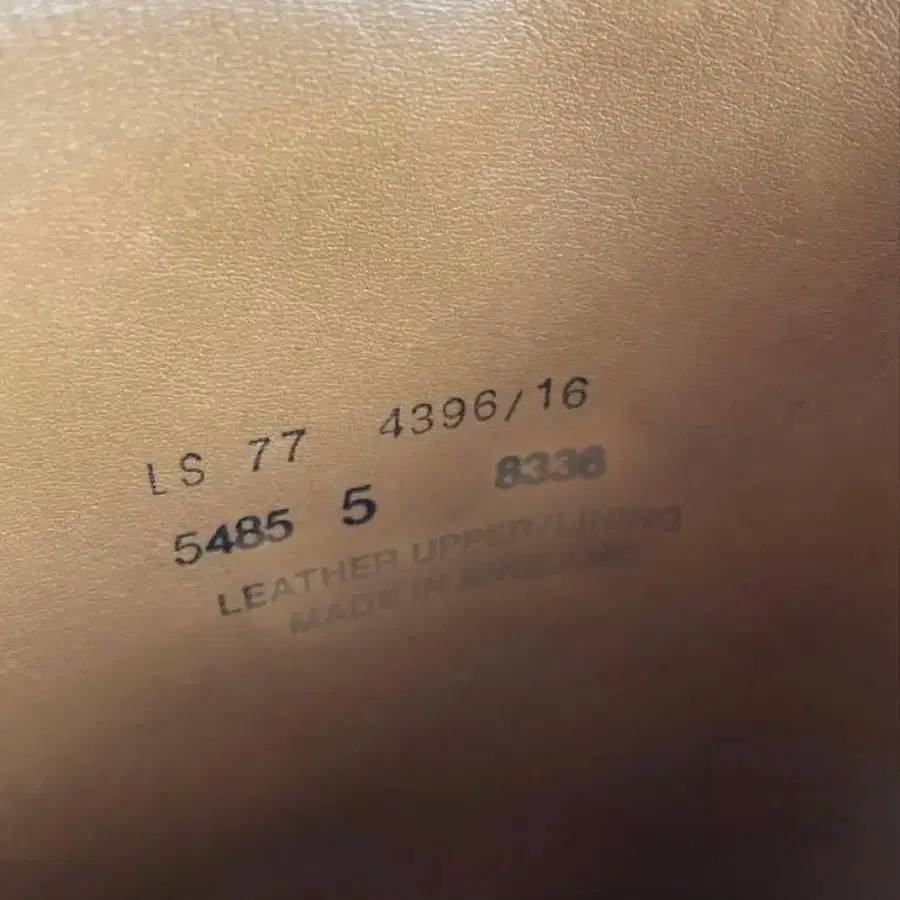 LS 77 4396/16
5485 5 8336
LEATHER UPPER/LINING
MADE IN ENGLAND